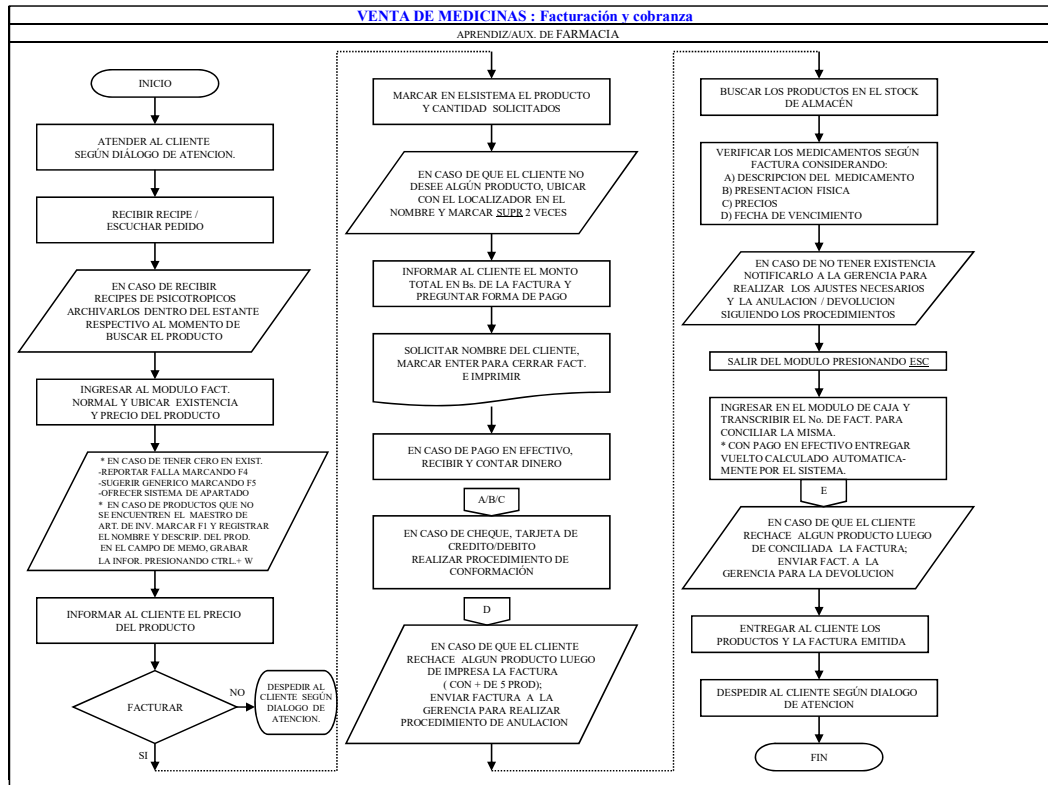 VENTA DE MEDICINAS : Facturación y cobranza
APRENDIZ/AUX. DE FARMACIA
INICIO
ATENDER AL CLIENTE
SEGÚN DIÁLOGO DE ATENCION.
RECIBIR RECIPE /
ESCUCHAR PEDIDO
EN CASO DE RECIBIR
RECIPES DE PSICOTROPICOS
ARCHIVARLOS DENTRO DEL ESTANTE
RESPECTIVO AL MOMENTO DE
BUSCAR EL PRODUCTO
INGRESAR AL MODULO FACT.
NORMAL Y UBICAR EXISTENCIA
Y PRECIO DEL PRODUCTO
* EN CASO DE TENER CERO EN EXIST.
-REPORTAR FALLA MARCANDO F4
-SUGERIR GENERICO MARCANDO F5
-OFRECER SISTEMA DE APARTADO
* EN CASO DE PRODUCTOS QUE NO
SE ENCUENTREN EL MAESTRO DE
ART. DE INV. MARCAR F1 Y REGISTRAR
EL NOMBRE Y DESCRIP. DEL PROD.
EN EL CAMPO DE MEMO, GRABAR
LA INFOR. PRESIONANDO CTRL.+ W
INFORMAR AL CLIENTE EL PRECIO
DEL PRODUCTO
FACTURAR
NO
DESPEDIR AL
CLIENTE SEGÚN
DIALOGO DE
ATENCION.
SI
MARCAR EN ELSISTEMA EL PRODUCTO
Y CANTIDAD SOLICITADOS
EN CASO DE QUE EL CLIENTE NO
DESEE ALGÚN PRODUCTO, UBICAR
CON EL LOCALIZADOR EN EL
NOMBRE Y MARCAR SUPR 2 VECES
INFORMAR AL CLIENTE EL MONTO
TOTAL EN Bs. DE LA FACTURA Y
PREGUNTAR FORMA DE PAGO
SOLICITAR NOMBRE DEL CLIENTE,
MARCAR ENTER PARA CERRAR FACT.
E IMPRIMIR
EN CASO DE PAGO EN EFECTIVO,
RECIBIR Y CONTAR DINERO
A/B/C
EN CASO DE CHEQUE, TARJETA DE
CREDITO/DEBITO
REALIZAR PROCEDIMIENTO DE
CONFORMACIÓN
D
EN CASO DE QUE EL CLIENTE
RECHACE ALGUN PRODUCTO LUEGO
DE IMPRESA LA FACTURA
( CON + DE 5 PROD);
ENVIAR FACTURA A LA
GERENCIA PARA REALIZAR
PROCEDIMIENTO DE ANULACION
BUSCAR LOS PRODUCTOS EN EL STOCK
DE ALMACÉN
VERIFICAR LOS MEDICAMENTOS SEGÚN
FACTURA CONSIDERANDO:
A) DESCRIPCION DEL MEDICAMENTO
B) PRESENTACION FISICA
C) PRECIOS
D) FECHA DE VENCIMIENTO
EN CASO DE NO TENER EXISTENCIA
NOTIFICARLO A LA GERENCIA PARA
REALIZAR LOS AJUSTES NECESARIOS
Y LA ANULACION / DEVOLUCION
SIGUIENDO LOS PROCEDIMIENTOS
SALIR DEL MODULO PRESIONANDO ESC
INGRESAR EN EL MODULO DE CAJA Y
TRANSCRIBIR EL No. DE FACT. PARA
CONCILIAR LA MISMA.
* CON PAGO EN EFECTIVO ENTREGAR
VUELTO CALCULADO AUTOMATICA-
MENTE POR EL SISTEMA.
E
EN CASO DE QUE EL CLIENTE
RECHACE ALGUN PRODUCTO LUEGO
DE CONCILIADA LA FACTURA;
ENVIAR FACT. A LA
GERENCIA PARA LA DEVOLUCION
ENTREGAR AL CLIENTE LOS
PRODUCTOS Y LA FACTURA EMITIDA
DESPEDIR AL CLIENTE SEGÚN DIALOGO
DE ATENCIÓN
FIN